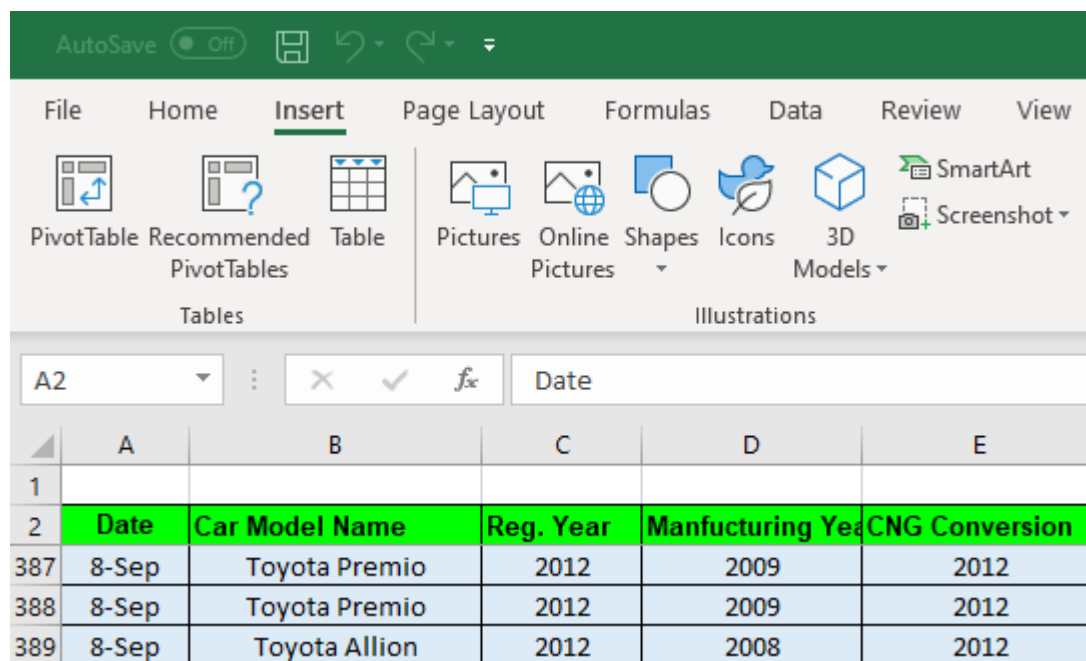 AutoSave Off
File Home Insert Page Layout Formulas Data Review View
PivotTable Recommended PivotTables Table
Pictures Online Pictures Shapes Icons 3D Models
SmartArt
Screenshot
Tables Illustrations
A2 fx Date
A B C D E
1
2 Date Car Model Name Reg. Year Manfucturing Yea CNG Conversion
387 8-Sep Toyota Premio 2012 2009 2012
388 8-Sep Toyota Premio 2012 2009 2012
389 8-Sep Toyota Allion 2012 2008 2012